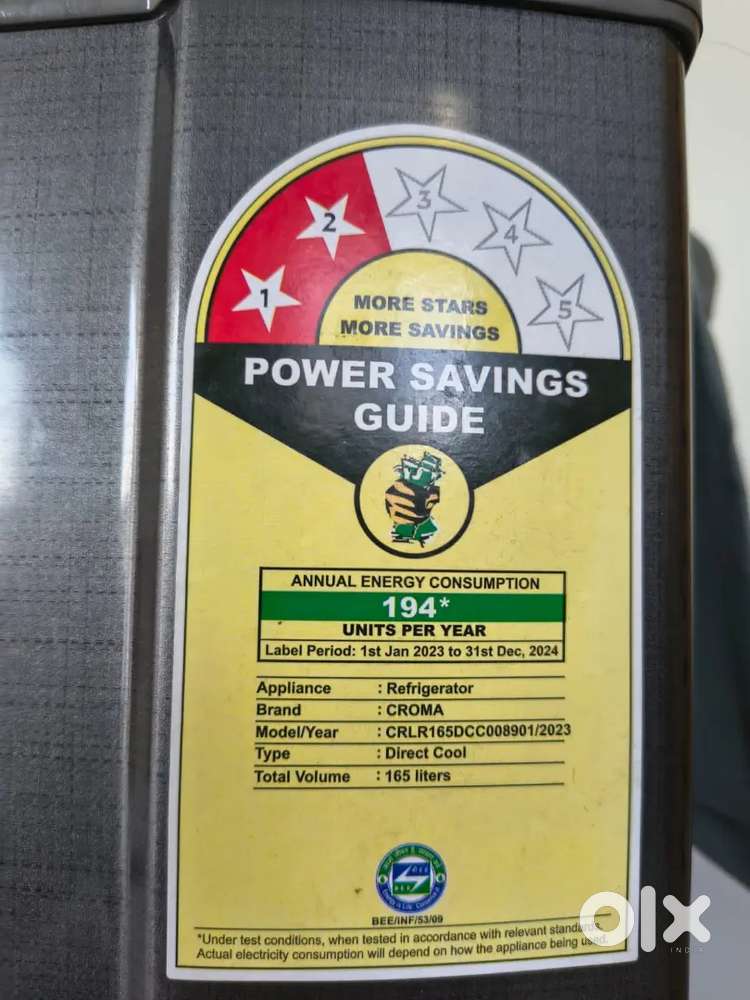 1
2
3
4
5
MORE STARS
MORE SAVINGS
POWER SAVINGS
GUIDE
ANNUAL ENERGY CONSUMPTION
194*
UNITS PER YEAR
Label Period: 1st Jan 2023 to 31st Dec, 2024
Appliance : Refrigerator
Brand : CROMA
Model/Year : CRLR165DCC008901/2023
Type : Direct Cool
Total Volume : 165 liters
BEE
BEE/INF/53/09
*Under test conditions, when tested in accordance with relevant standards.
Actual electricity consumption will depend on how the appliance being used.
olx
INDIA